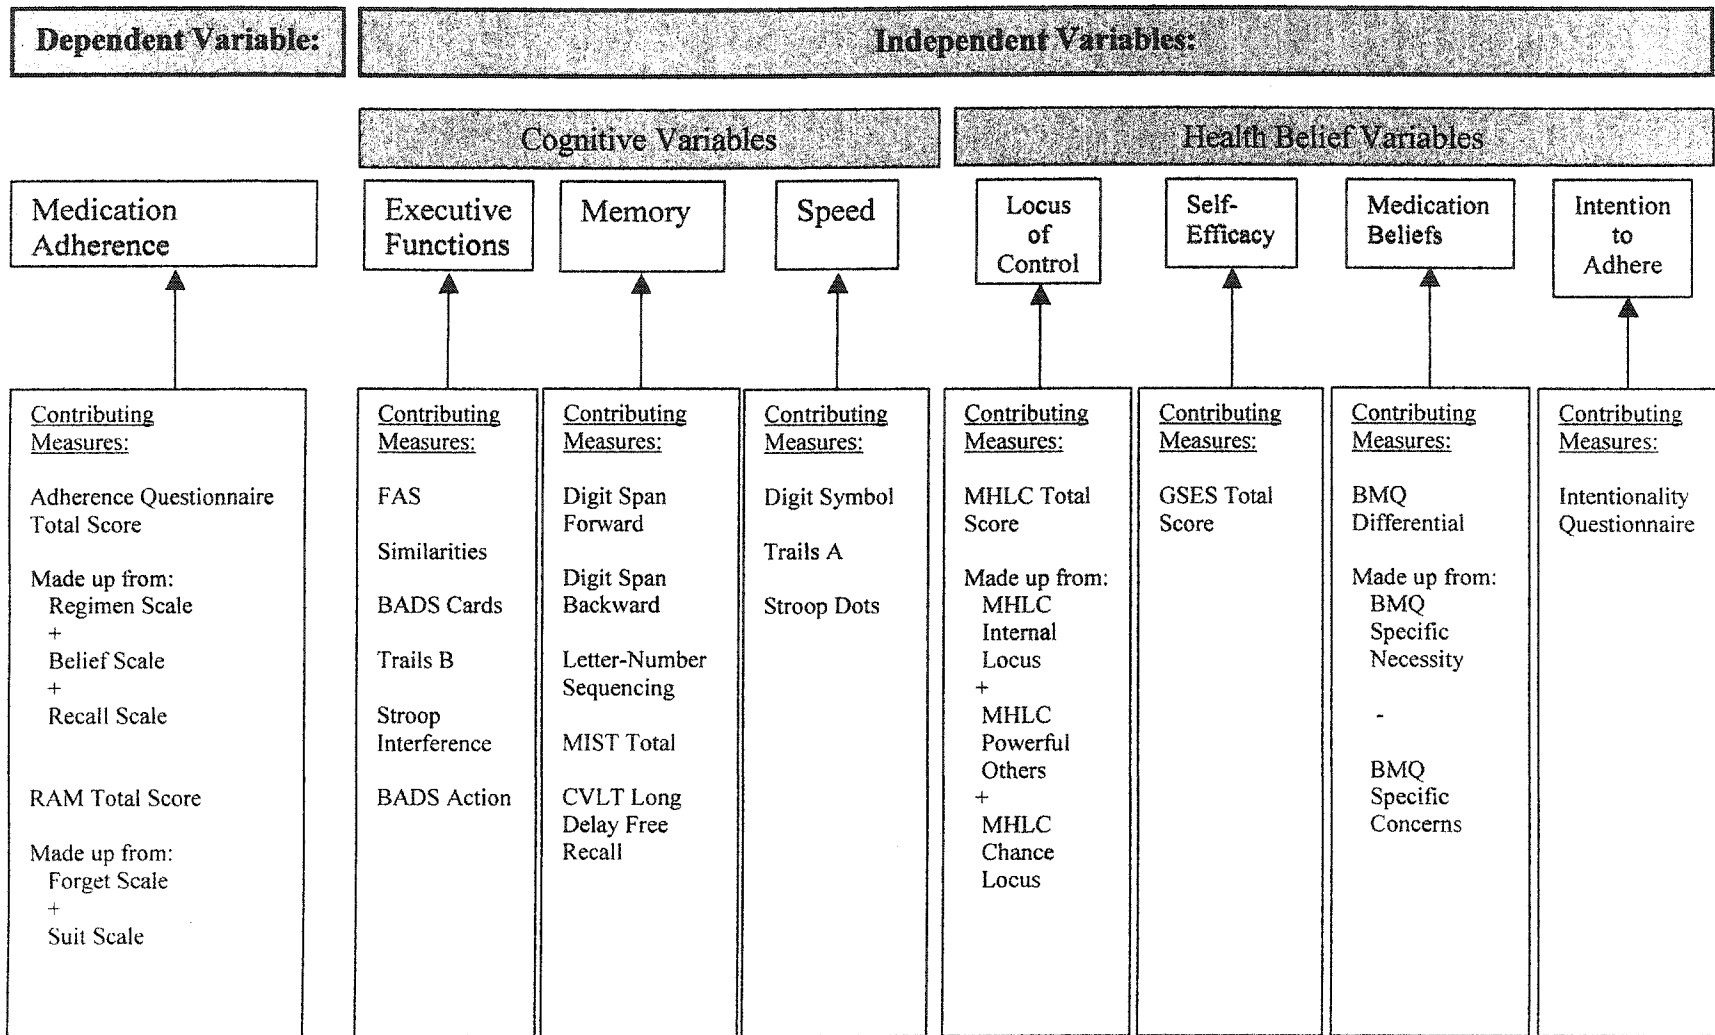 Dependent Variable:
Independent Variables:
Cognitive Variables
Health Belief Variables
Medication
Adherence
Executive
Functions
Memory
Speed
Locus
of
Control
Self-
Efficacy
Medication
Beliefs
Intention
to
Adhere
Contributing
Measures:
Adherence Questionnaire
Total Score
Made up from:
Regimen Scale
+
Belief Scale
+
Recall Scale
RAM Total Score
Made up from:
Forget Scale
+
Suit Scale
Contributing
Measures:
FAS
Similarities
BADS Cards
Trails B
Stroop
Interference
BADS Action
Contributing
Measures:
Digit Span
Forward
Digit Span
Backward
Letter-Number
Sequencing
MIST Total
CVLT Long
Delay Free
Recall
Contributing
Measures:
Digit Symbol
Trails A
Stroop Dots
Contributing
Measures:
MHLC Total
Score
Made up from:
MHLC
Internal
Locus
+
MHLC
Powerful
Others
+
MHLC
Chance
Locus
Contributing
Measures:
GSES Total
Score
Contributing
Measures:
BMQ
Differential
Made up from:
BMQ
Specific
Necessity
-
BMQ
Specific
Concerns
Contributing
Measures:
Intentionality
Questionnaire